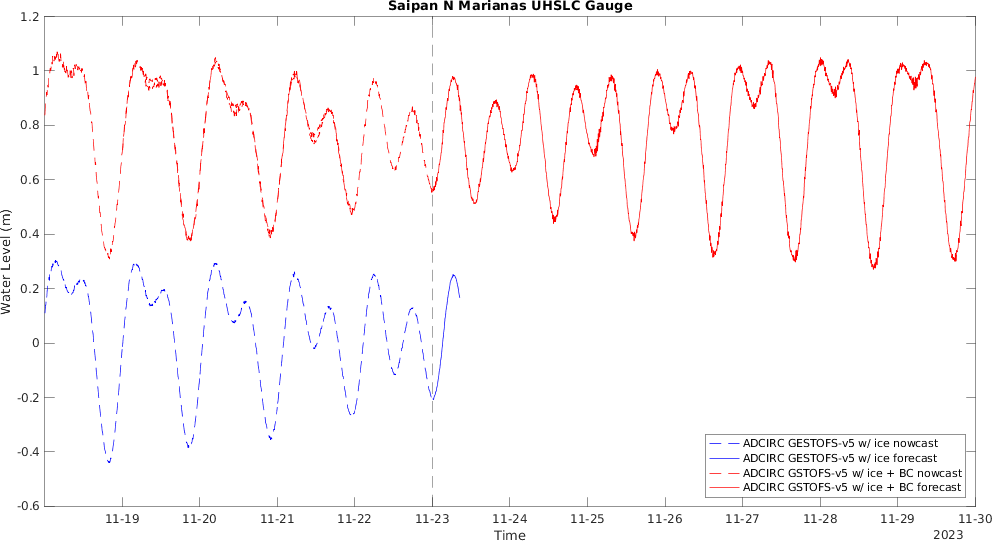 Saipan N Marianas UHSLC Gauge
1.2
1
0.8
0.6
0.4
0.2
0
-0.2
-0.4
-0.6
Water Level (m)
ADCIRC GESTOFS-v5 w/ ice nowcast
ADCIRC GESTOFS-v5 w/ ice forecast
ADCIRC GSTOFS-v5 w/ ice + BC nowcast
ADCIRC GSTOFS-v5 w/ ice + BC forecast
11-19 11-20 11-21 11-22 11-23 11-24 11-25 11-26 11-27 11-28 11-29 11-30
Time
2023